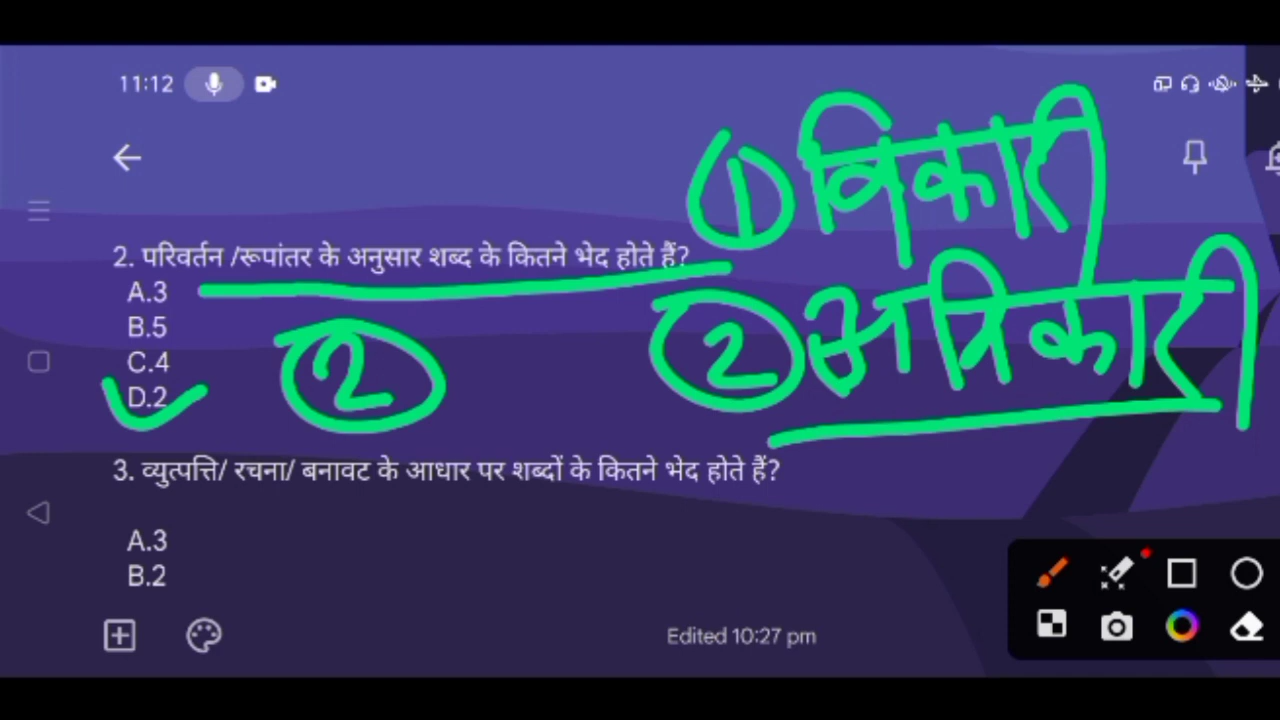 11:12
① विकारी
2. परिवर्तन /रूपांतर के अनुसार शब्द के कितने भेद होते हैं?
A.3
B.5
C.4
D.2
②
② अविकारी
3. व्युत्पत्ति/ रचना/ बनावट के आधार पर शब्दों के कितने भेद होते हैं?
A.3
B.2
Edited 10:27 pm